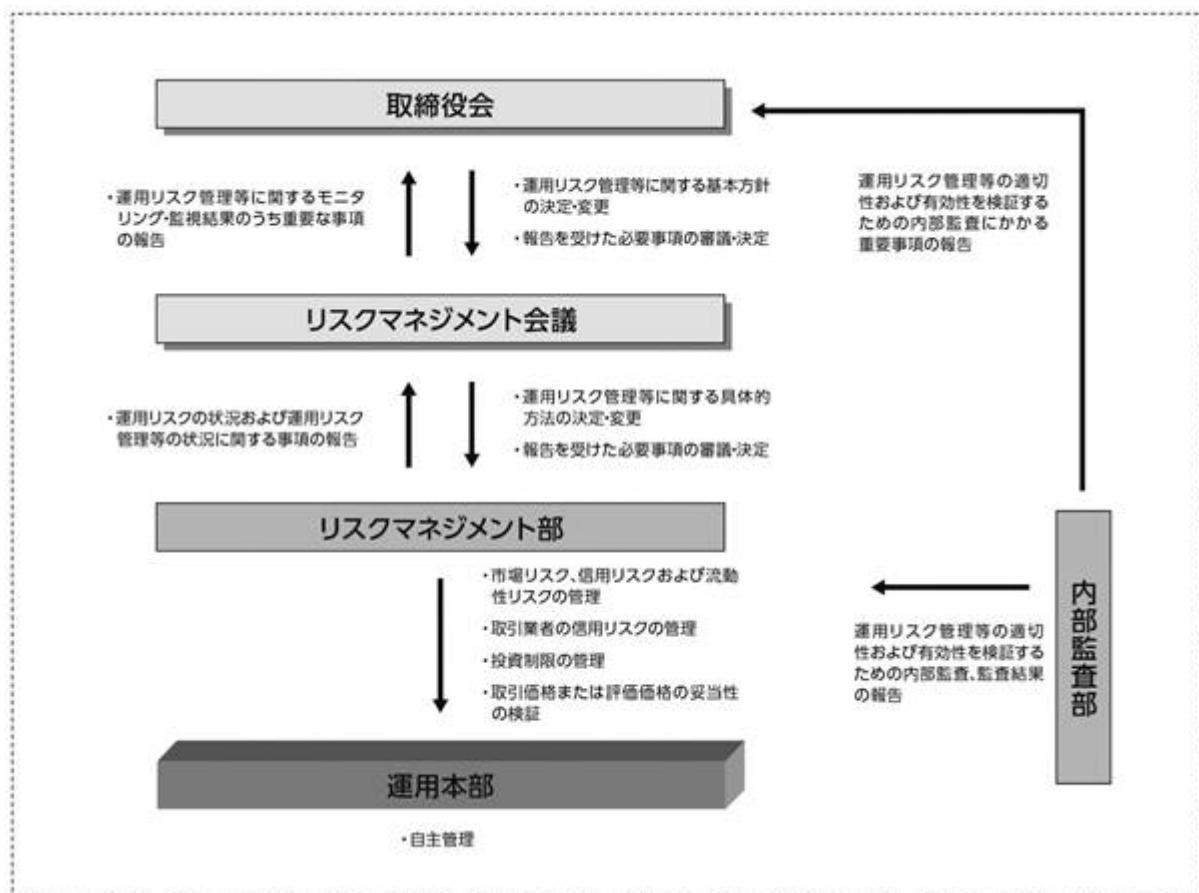 取締役会
・運用リスク管理等に関するモニタ
リング・監視結果のうち重要な事項
の報告
・運用リスク管理等に関する基本方針
の決定・変更
・報告を受けた必要事項の審議・決定
運用リスク管理等の適切
性および有効性を検証する
ための内部監査にかかる
重要事項の報告
リスクマネジメント会議
・運用リスクの状況および運用リスク
管理等の状況に関する事項の報告
・運用リスク管理等に関する具体的
方法の決定・変更
・報告を受けた必要事項の審議・決定
リスクマネジメント部
・市場リスク、信用リスクおよび流動
性リスクの管理
・取引業者の信用リスクの管理
・投資制限の管理
・取引価格または評価価格の妥当性
の検証
運用リスク管理等の適切
性および有効性を検証する
ための内部監査、監査結果
の報告
内部監査部
運用本部
・自主管理